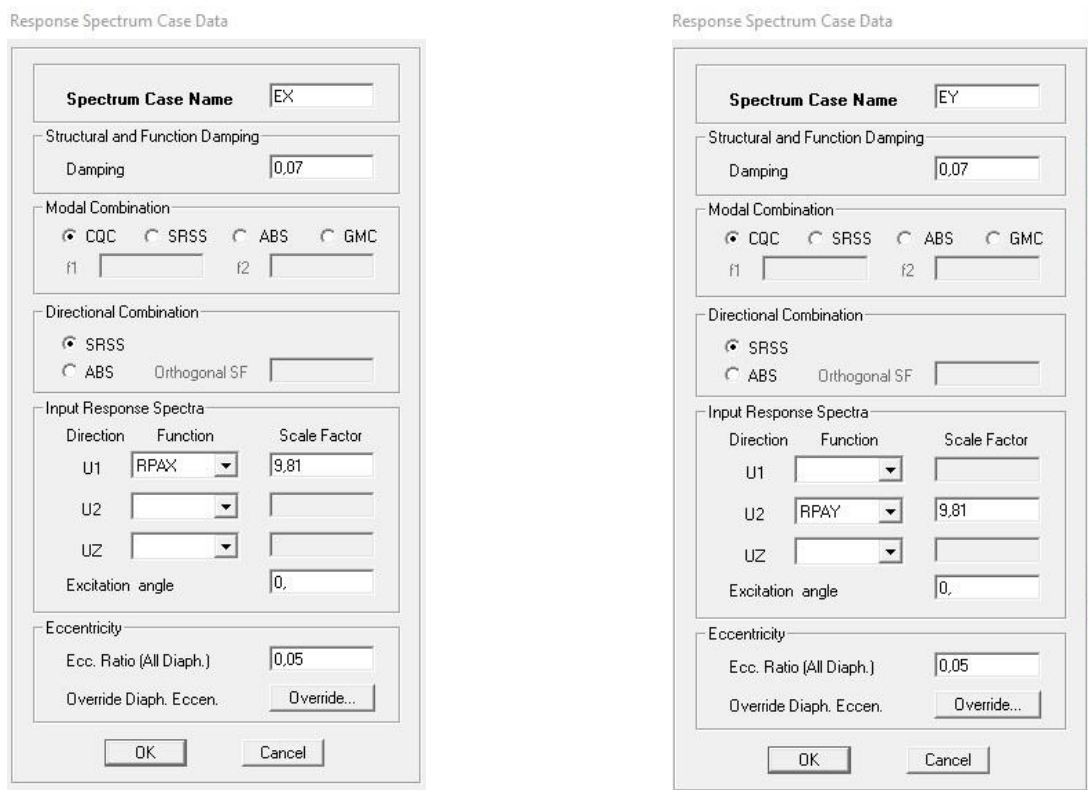 Response Spectrum Case Data
Spectrum Case Name EX
Structural and Function Damping
Damping 0,07
Modal Combination
CQC SRSS ABS GMC
f1 f2
Directional Combination
SRSS
ABS Orthogonal SF
Input Response Spectra
Direction Function Scale Factor
U1 RPAX 9,81
U2
UZ
Excitation angle 0,
Eccentricity
Ecc. Ratio (All Diaph.) 0,05
Override Diaph. Eccen. Override...
OK Cancel
Response Spectrum Case Data
Spectrum Case Name EY
Structural and Function Damping
Damping 0,07
Modal Combination
CQC SRSS ABS GMC
f1 f2
Directional Combination
SRSS
ABS Orthogonal SF
Input Response Spectra
Direction Function Scale Factor
U1
U2 RPAY 9,81
UZ
Excitation angle 0,
Eccentricity
Ecc. Ratio (All Diaph.) 0,05
Override Diaph. Eccen. Override...
OK Cancel